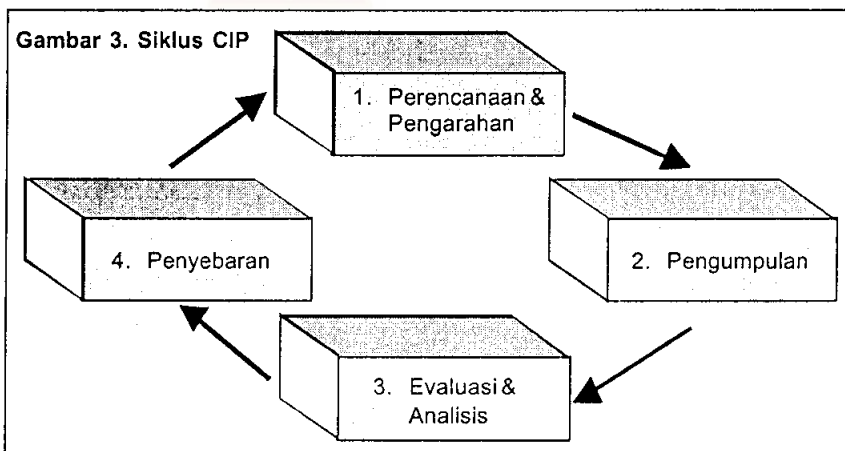 Gambar 3. Siklus CIP
1. Perencanaan &
Pengarahan
2. Pengumpulan
3. Evaluasi &
Analisis
4. Penyebaran